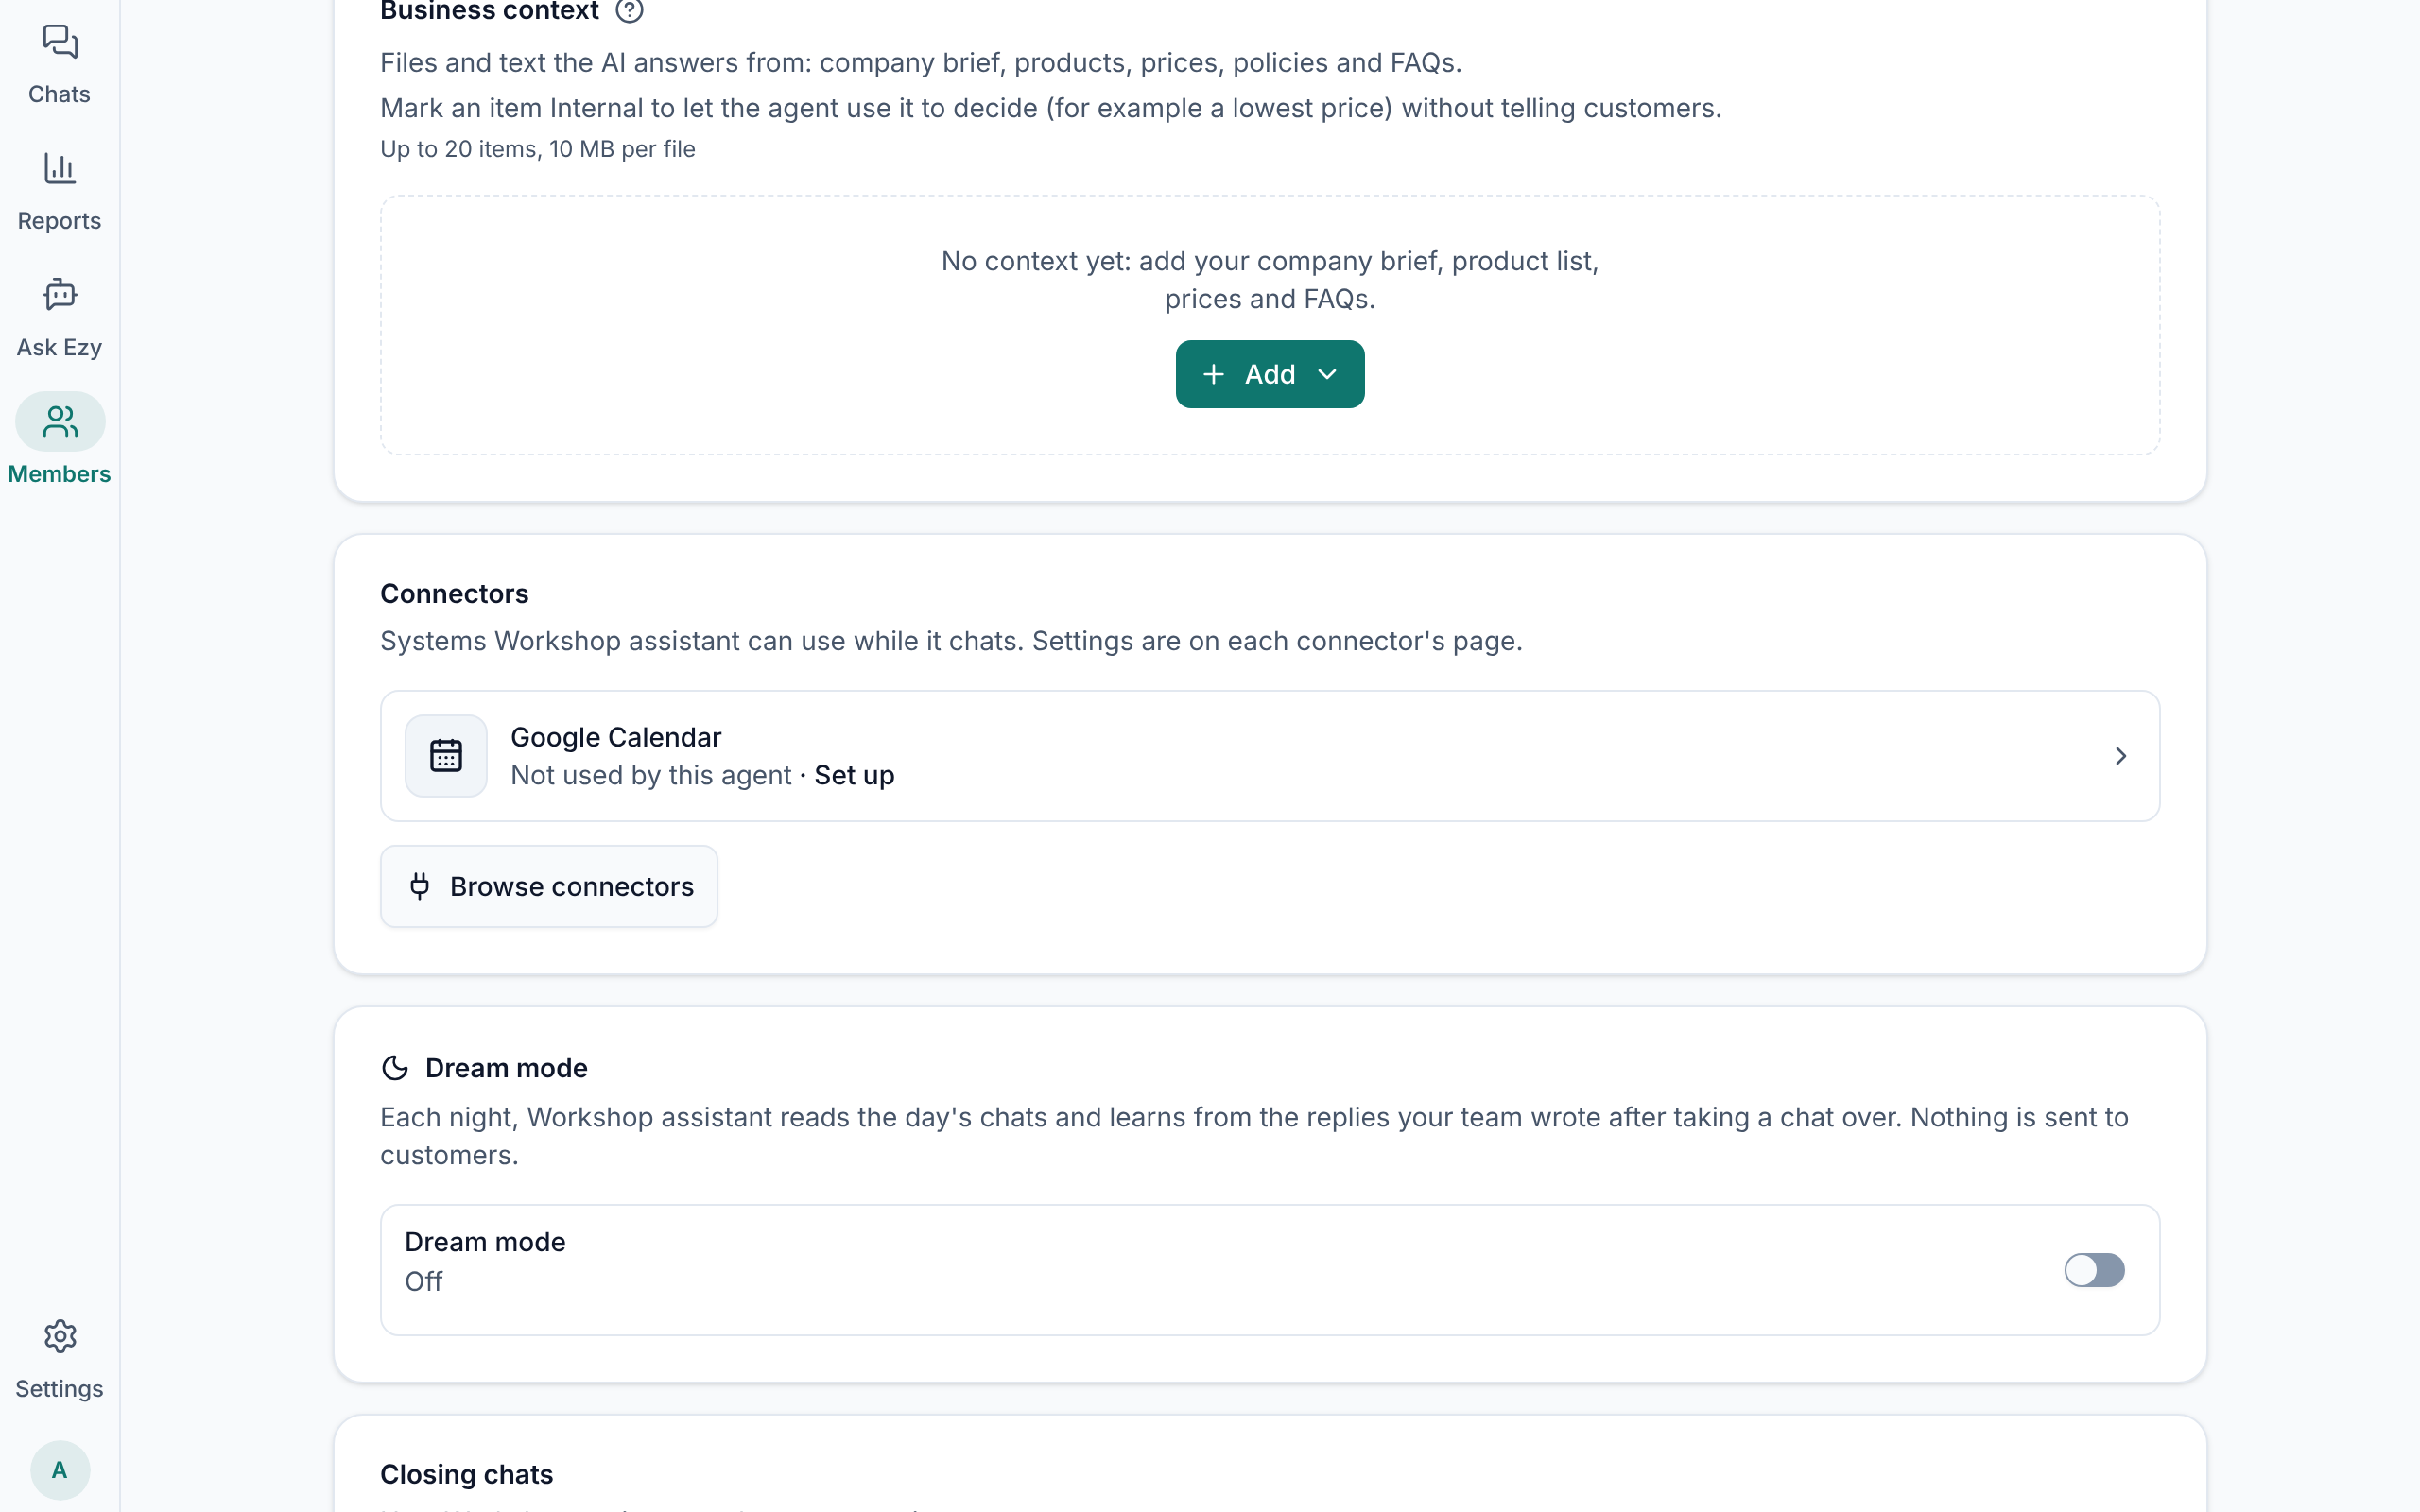 Chats
Reports
Ask Ezy
Members
Settings
A
Business context
Files and text the AI answers from: company brief, products, prices, policies and FAQs.
Mark an item Internal to let the agent use it to decide (for example a lowest price) without telling customers.
Up to 20 items, 10 MB per file
No context yet: add your company brief, product list,
prices and FAQs.
Add
Connectors
Systems Workshop assistant can use while it chats. Settings are on each connector's page.
Google Calendar
Not used by this agent · Set up
Browse connectors
Dream mode
Each night, Workshop assistant reads the day's chats and learns from the replies your team wrote after taking a chat over. Nothing is sent to
customers.
Dream mode
Off
Closing chats